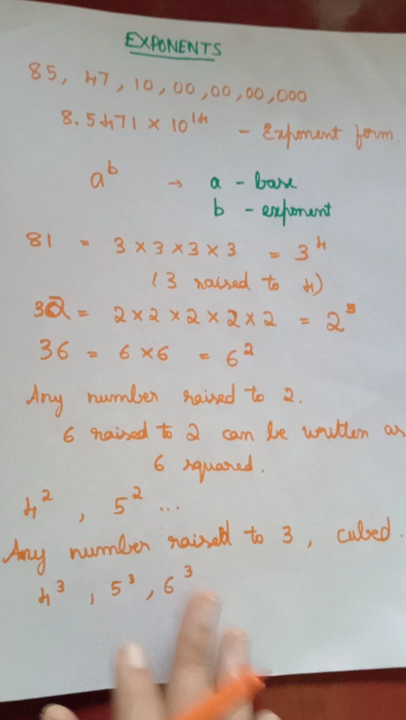 EXPONENTS
85, 47, 10, 00, 00, 00, 000
8.5471 × 10¹⁴ - Exponent form.
aᵇ → a - base
b - exponent
81 = 3 × 3 × 3 × 3 = 3⁴
(3 raised to 4)
32 = 2 × 2 × 2 × 2 × 2 = 2⁵
36 = 6 × 6 = 6²
Any number raised to 2.
6 raised to 2 can be written as
6 squared.
4², 5² ...
Any number raised to 3, cubed.
4³, 5³, 6³